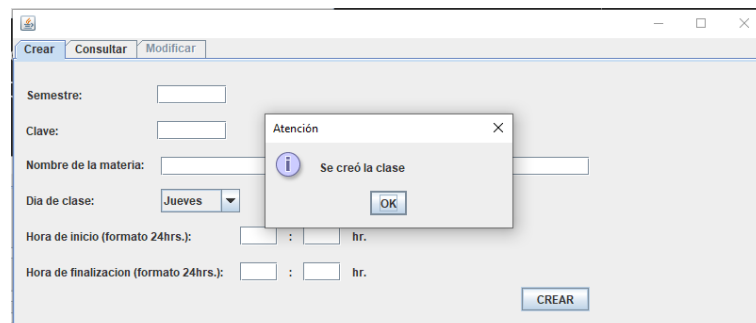 Crear Consultar Modificar
Semestre:
Clave:
Atención
Nombre de la materia:
Se creó la clase
Dia de clase: Jueves
OK
Hora de inicio (formato 24hrs.): : hr.
Hora de finalizacion (formato 24hrs.): : hr.
CREAR